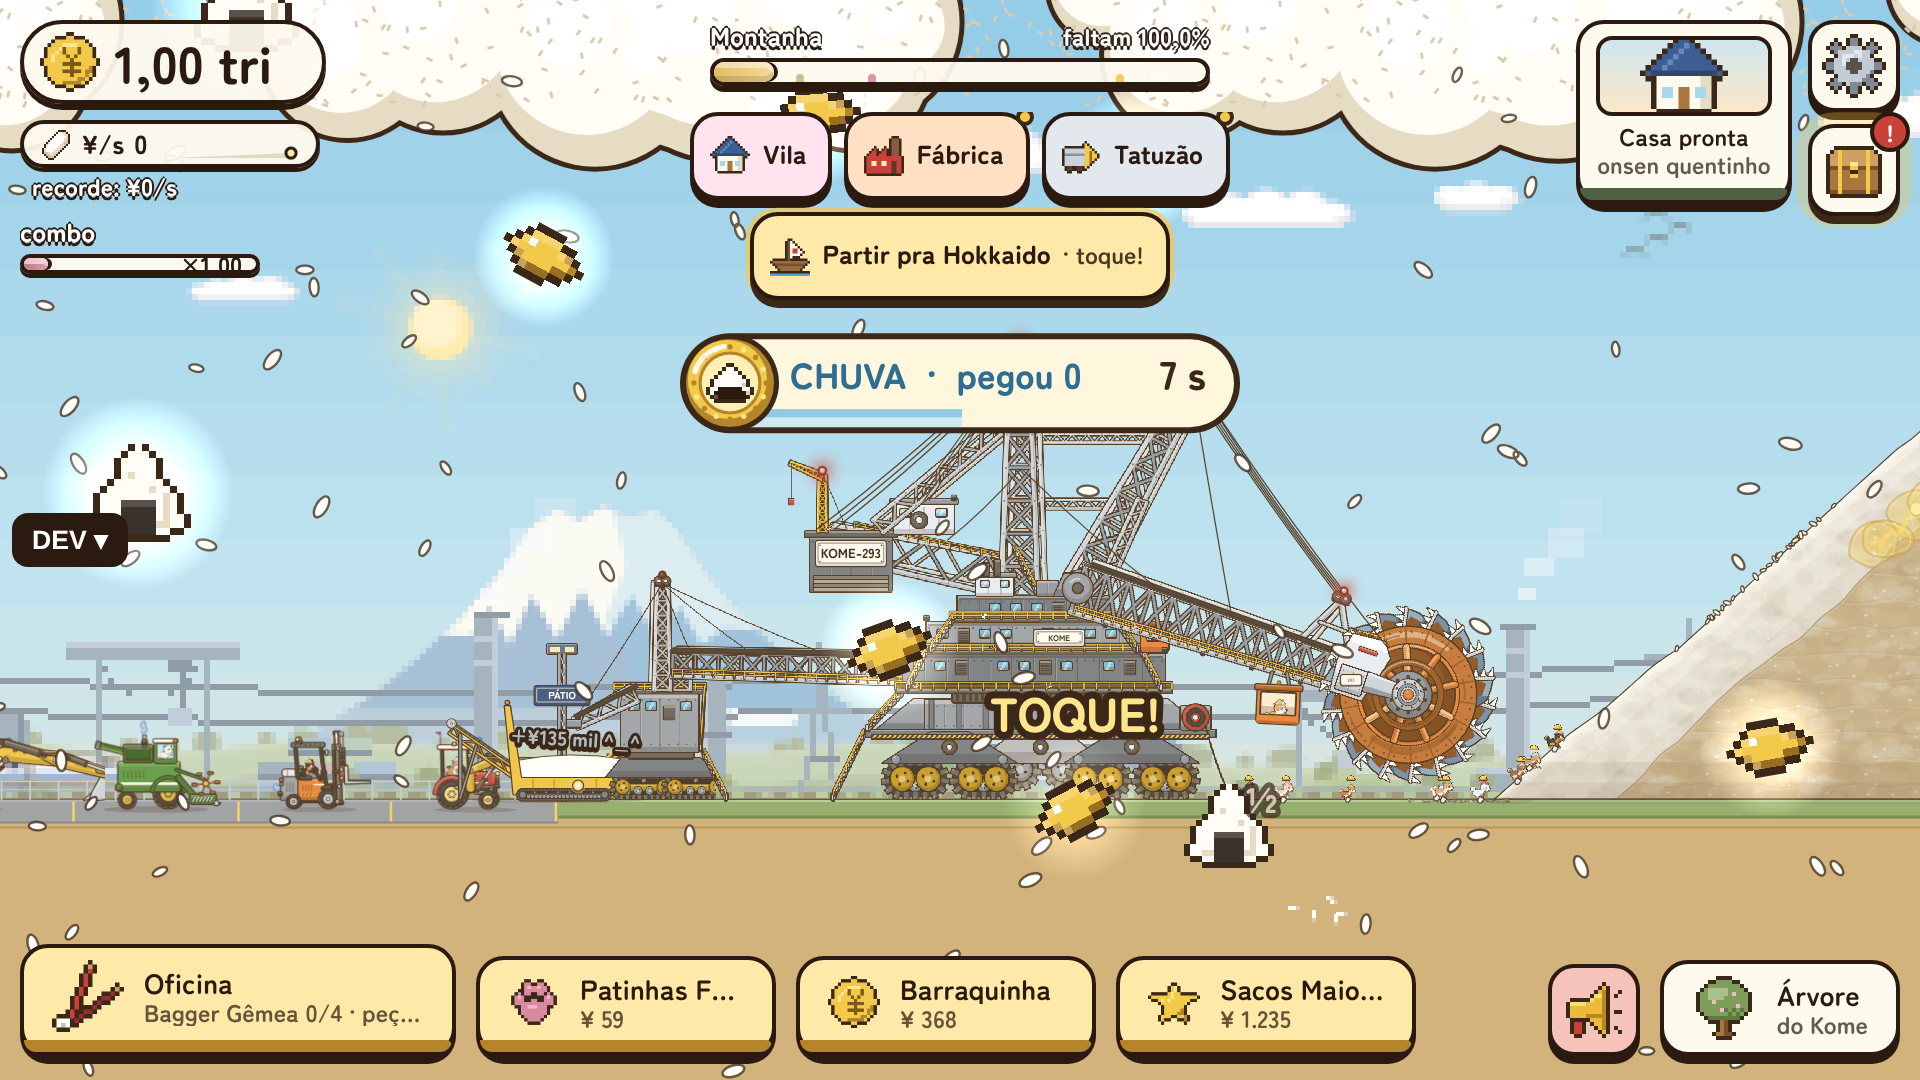 1,00 tri
¥/s 0
recorde: ¥0/s
combo
×1,00
Montanha
faltam 100,0%
Vila
Fábrica
Tatuzão
Partir pra Hokkaido · toque!
Casa pronta
onsen quentinho
!
CHUVA · pegou 0
7 s
DEV ▾
KOME-293
KOME
PÁTIO
+¥135 mil ^_^
TOQUE!
1/2
Oficina
Bagger Gêmea 0/4 · peç...
Patinhas F...
¥ 59
Barraquinha
¥ 368
Sacos Maio...
¥ 1.235
Árvore
do Kome